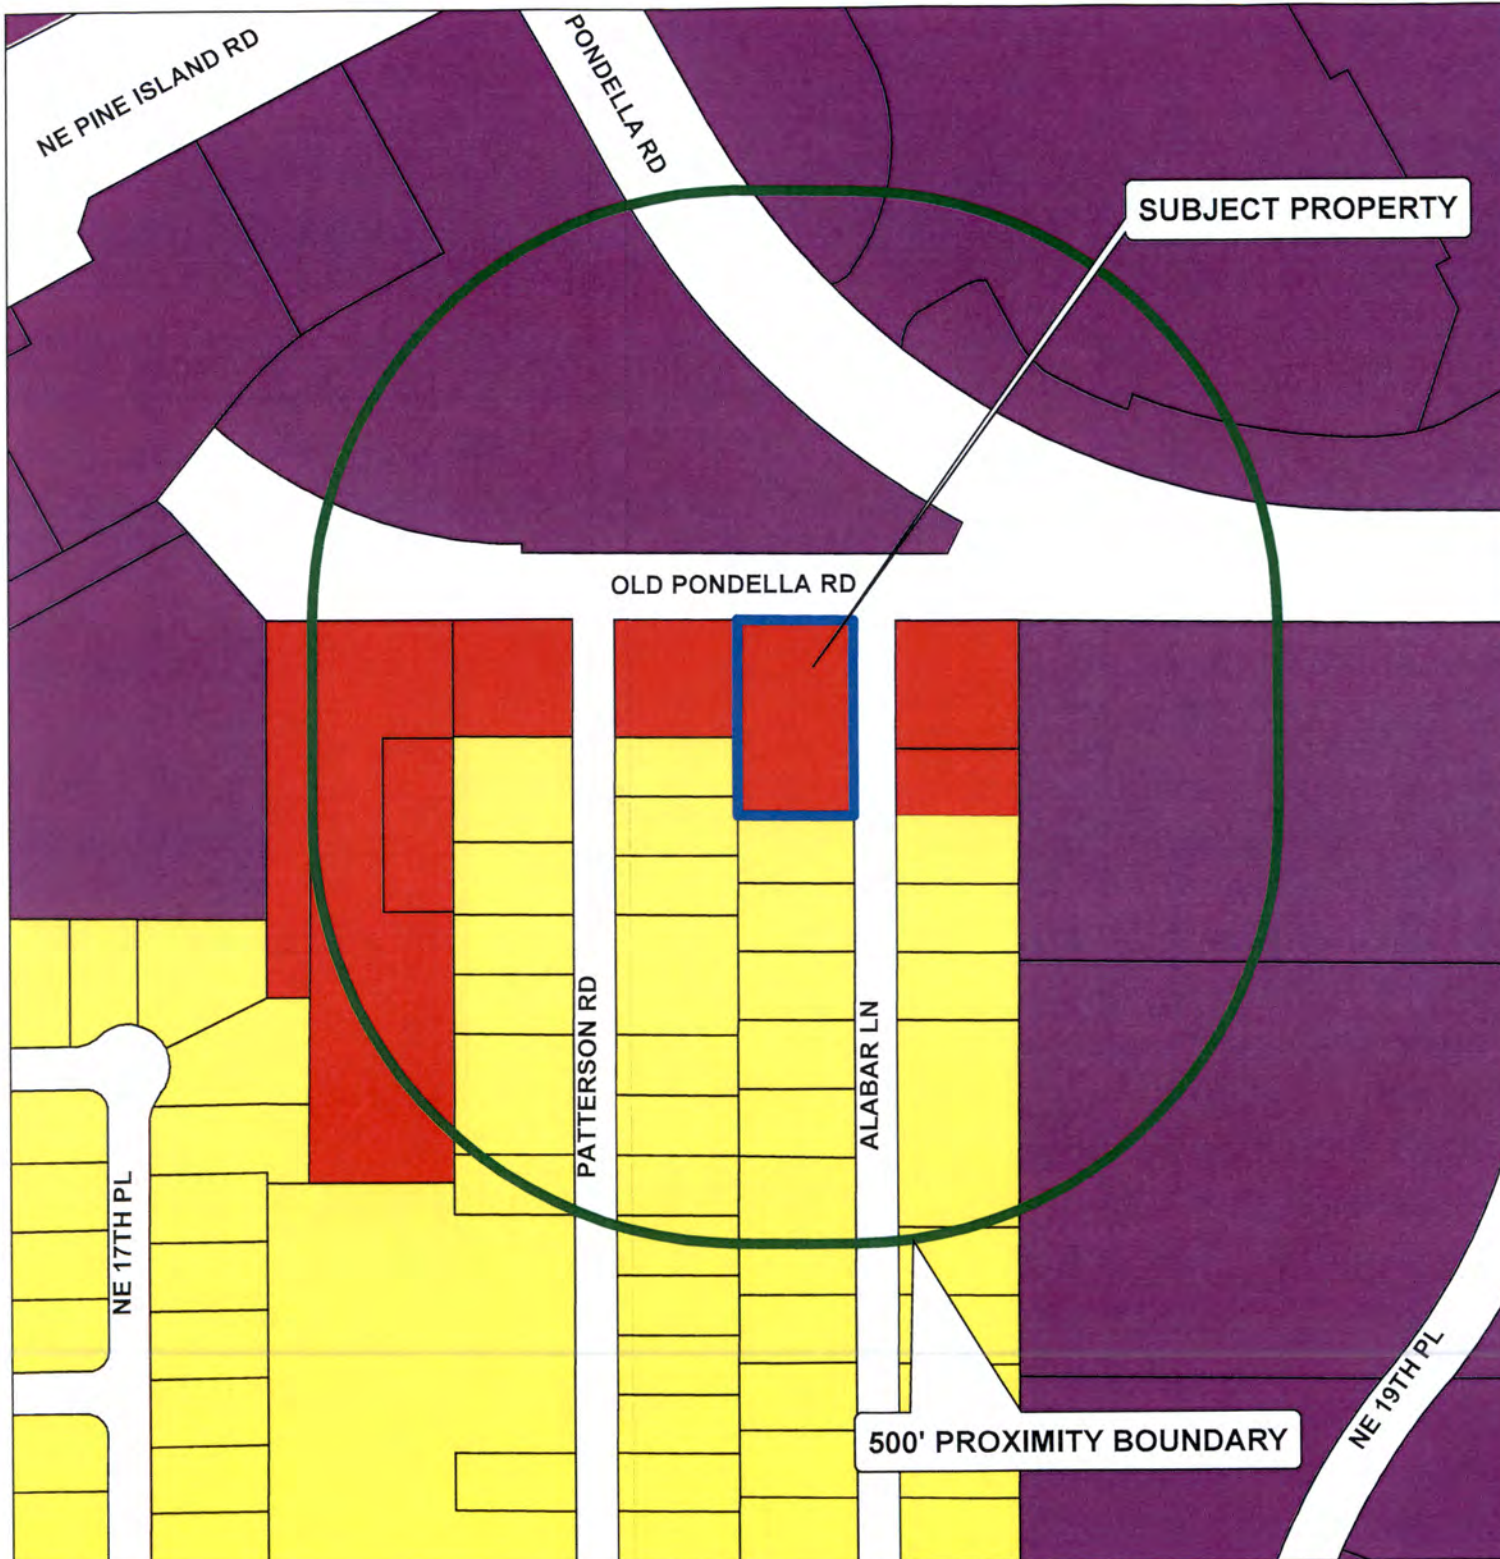 NE PINE ISLAND RD
PONDELLA RD
SUBJECT PROPERTY
OLD PONDELLA RD
PATTERSON RD
ALABAR LN
NE 17TH PL
NE 19TH PL
500' PROXIMITY BOUNDARY